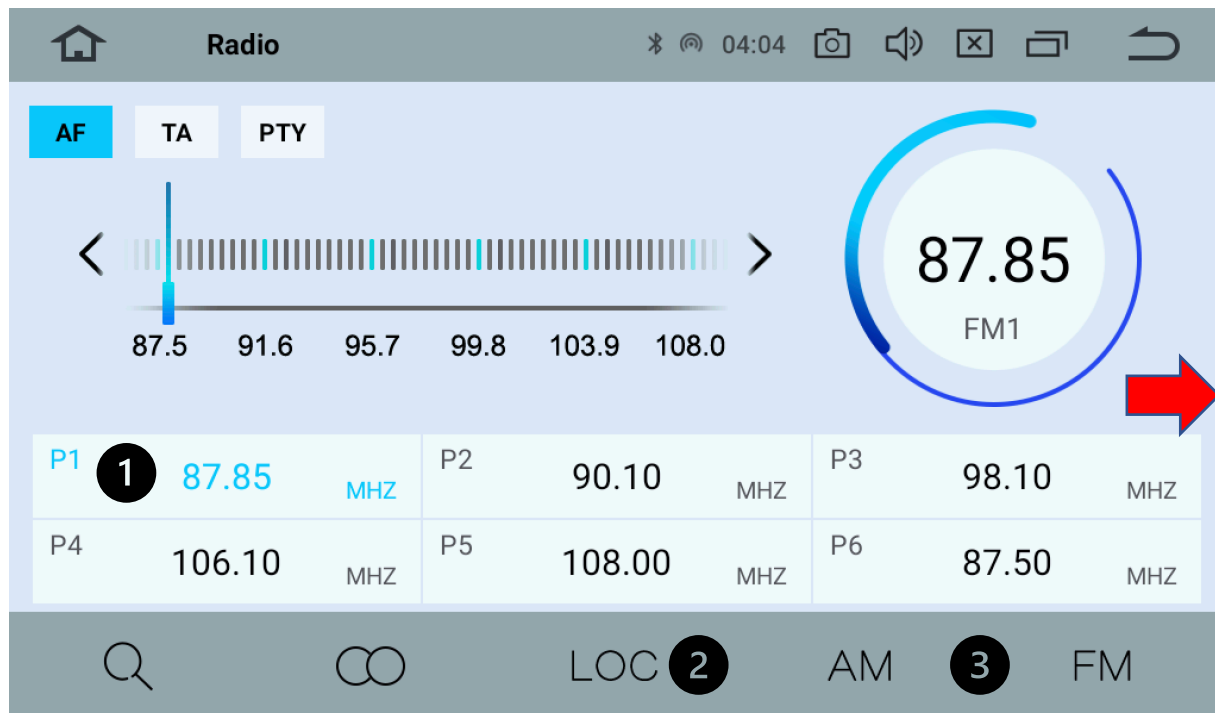 Radio
04:04
AF TA PTY
87.5 91.6 95.7 99.8 103.9 108.0
87.85
FM1
P1 1 87.85 MHZ
P2 90.10 MHZ
P3 98.10 MHZ
P4 106.10 MHZ
P5 108.00 MHZ
P6 87.50 MHZ
LOC 2 AM 3 FM